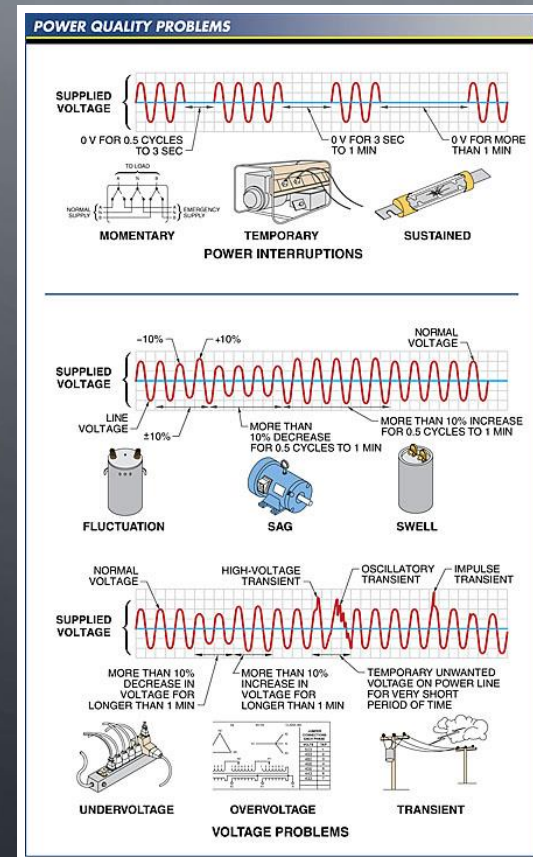 POWER QUALITY PROBLEMS
SUPPLIED
VOLTAGE
0 V FOR 0.5 CYCLES
TO 3 SEC
0 V FOR 3 SEC
TO 1 MIN
0 V FOR MORE
THAN 1 MIN
TO LOAD
NORMAL
SUPPLY
EMERGENCY
SUPPLY
MOMENTARY
TEMPORARY
SUSTAINED
POWER INTERRUPTIONS
−10%
+10%
NORMAL
VOLTAGE
SUPPLIED
VOLTAGE
LINE
VOLTAGE
±10%
MORE THAN
10% DECREASE
FOR 0.5 CYCLES TO 1 MIN
MORE THAN 10% INCREASE
FOR 0.5 CYCLES TO 1 MIN
FLUCTUATION
SAG
SWELL
NORMAL
VOLTAGE
HIGH-VOLTAGE
TRANSIENT
OSCILLATORY
TRANSIENT
IMPULSE
TRANSIENT
SUPPLIED
VOLTAGE
MORE THAN 10%
DECREASE IN
VOLTAGE FOR
LONGER THAN 1 MIN
MORE THAN 10%
INCREASE IN
VOLTAGE FOR
LONGER THAN 1 MIN
TEMPORARY UNWANTED
VOLTAGE ON POWER LINE
FOR VERY SHORT
PERIOD OF TIME
UNDERVOLTAGE
OVERVOLTAGE
TRANSIENT
VOLTAGE PROBLEMS